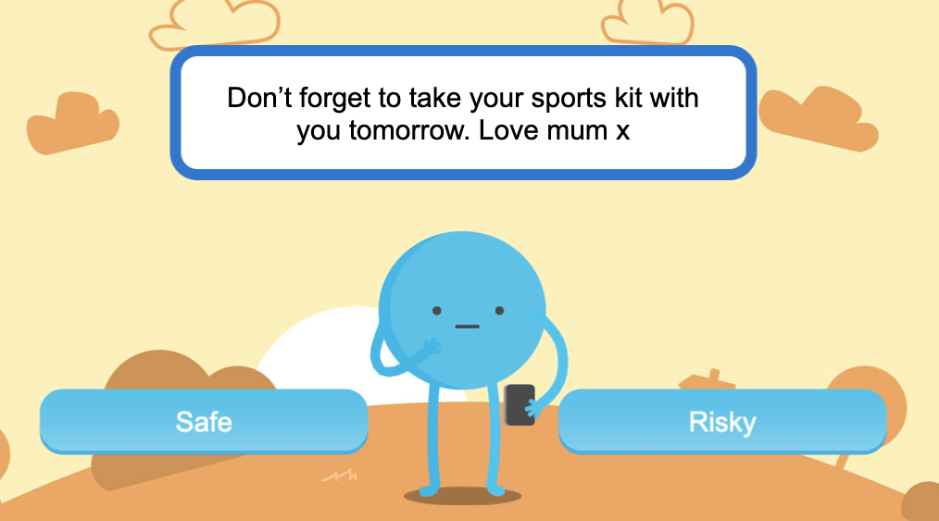 Don’t forget to take your sports kit with
you tomorrow. Love mum x
Safe
Risky